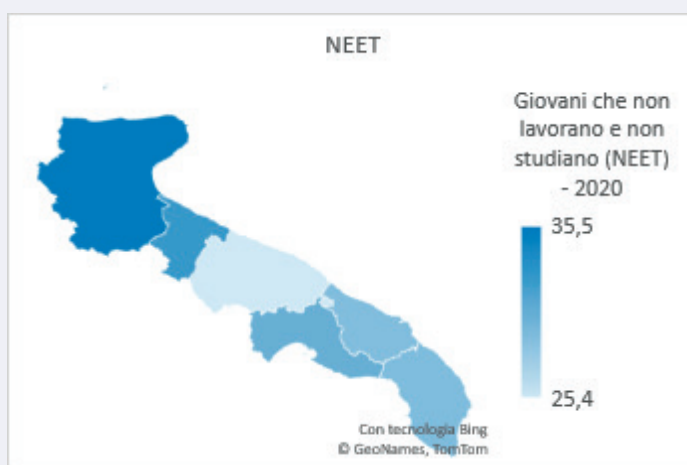 NEET
Giovani che non
lavorano e non
studiano (NEET)
- 2020
35,5
25,4
Con tecnologia Bing
© GeoNames, TomTom